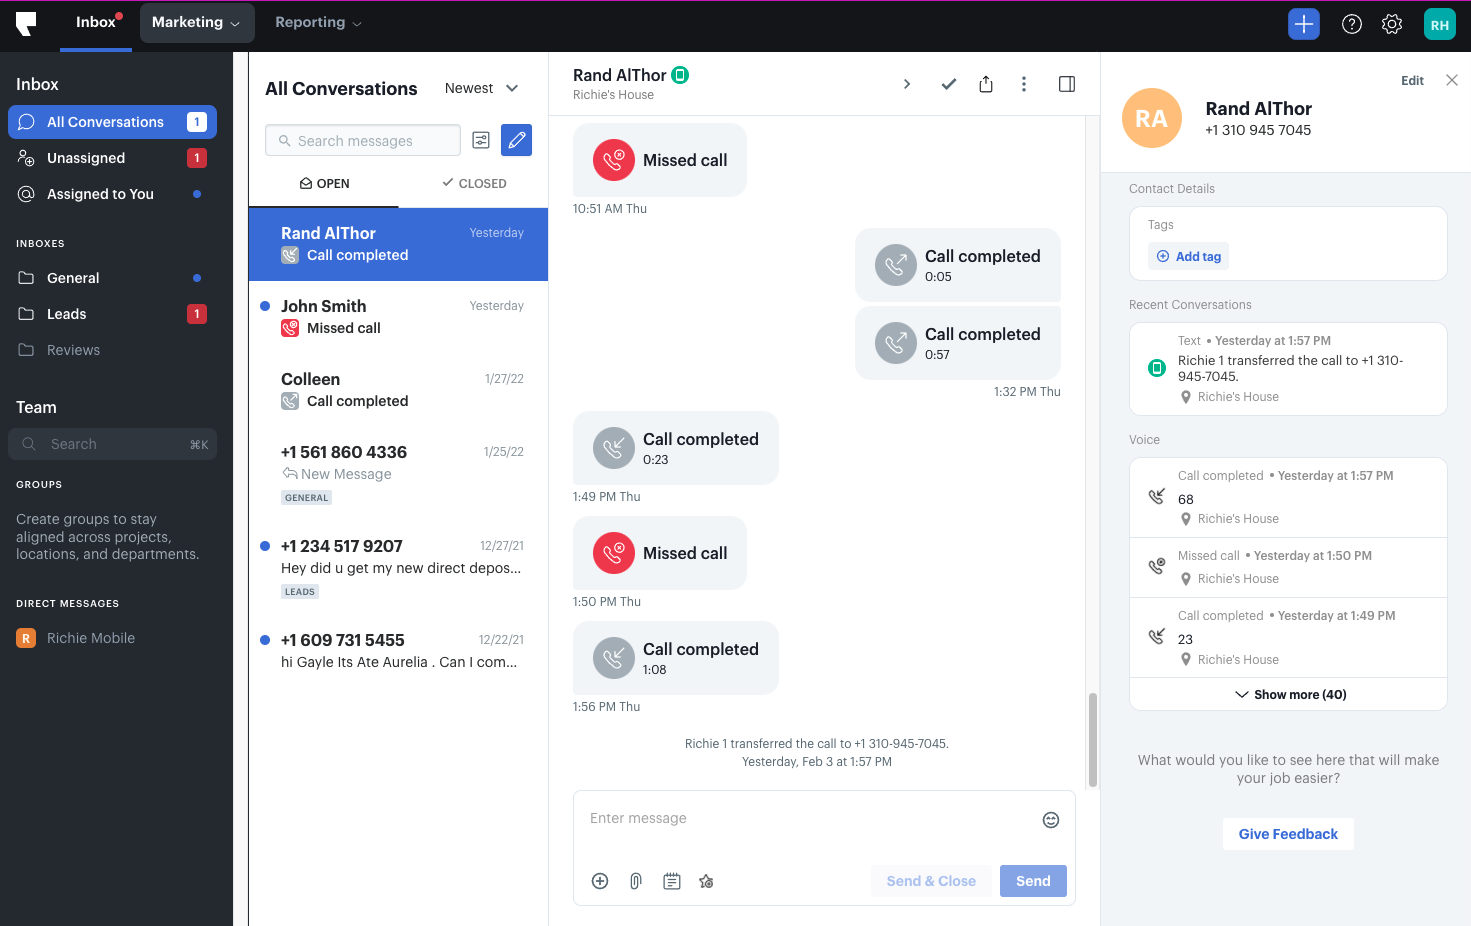 Inbox
Marketing
Reporting
RH
Inbox
All Conversations 1
Unassigned 1
Assigned to You
INBOXES
General
Leads 1
Reviews
Team
Search ⌘K
GROUPS
Create groups to stay
aligned across projects,
locations, and departments.
DIRECT MESSAGES
R Richie Mobile
All Conversations Newest
Search messages
OPEN CLOSED
Rand AlThor Yesterday
Call completed
John Smith Yesterday
Missed call
Colleen 1/27/22
Call completed
+1 561 860 4336 1/25/22
New Message
GENERAL
+1 234 517 9207 12/27/21
Hey did u get my new direct depos...
LEADS
+1 609 731 5455 12/22/21
hi Gayle Its Ate Aurelia . Can I com...
Rand AlThor
Richie's House
Missed call
10:51 AM Thu
Call completed
0:05
Call completed
0:57
1:32 PM Thu
Call completed
0:23
1:49 PM Thu
Missed call
1:50 PM Thu
Call completed
1:08
1:56 PM Thu
Richie 1 transferred the call to +1 310-945-7045.
Yesterday, Feb 3 at 1:57 PM
Enter message
Send & Close Send
Edit
RA
Rand AlThor
+1 310 945 7045
Contact Details
Tags
Add tag
Recent Conversations
Text • Yesterday at 1:57 PM
Richie 1 transferred the call to +1 310-
945-7045.
Richie's House
Voice
Call completed • Yesterday at 1:57 PM
68
Richie's House
Missed call • Yesterday at 1:50 PM
Richie's House
Call completed • Yesterday at 1:49 PM
23
Richie's House
Show more (40)
What would you like to see here that will make
your job easier?
Give Feedback